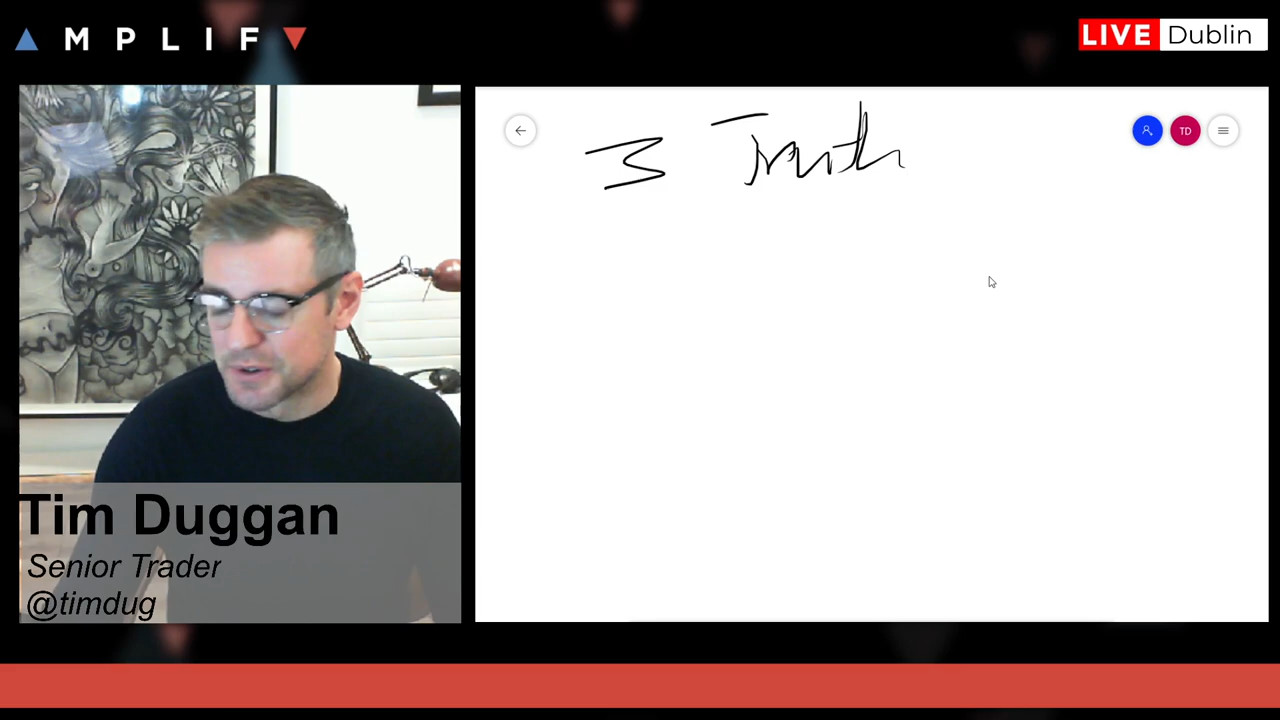 AMPLIFY
LIVE Dublin
3 Truth
TD
Tim Duggan
Senior Trader
@timdug